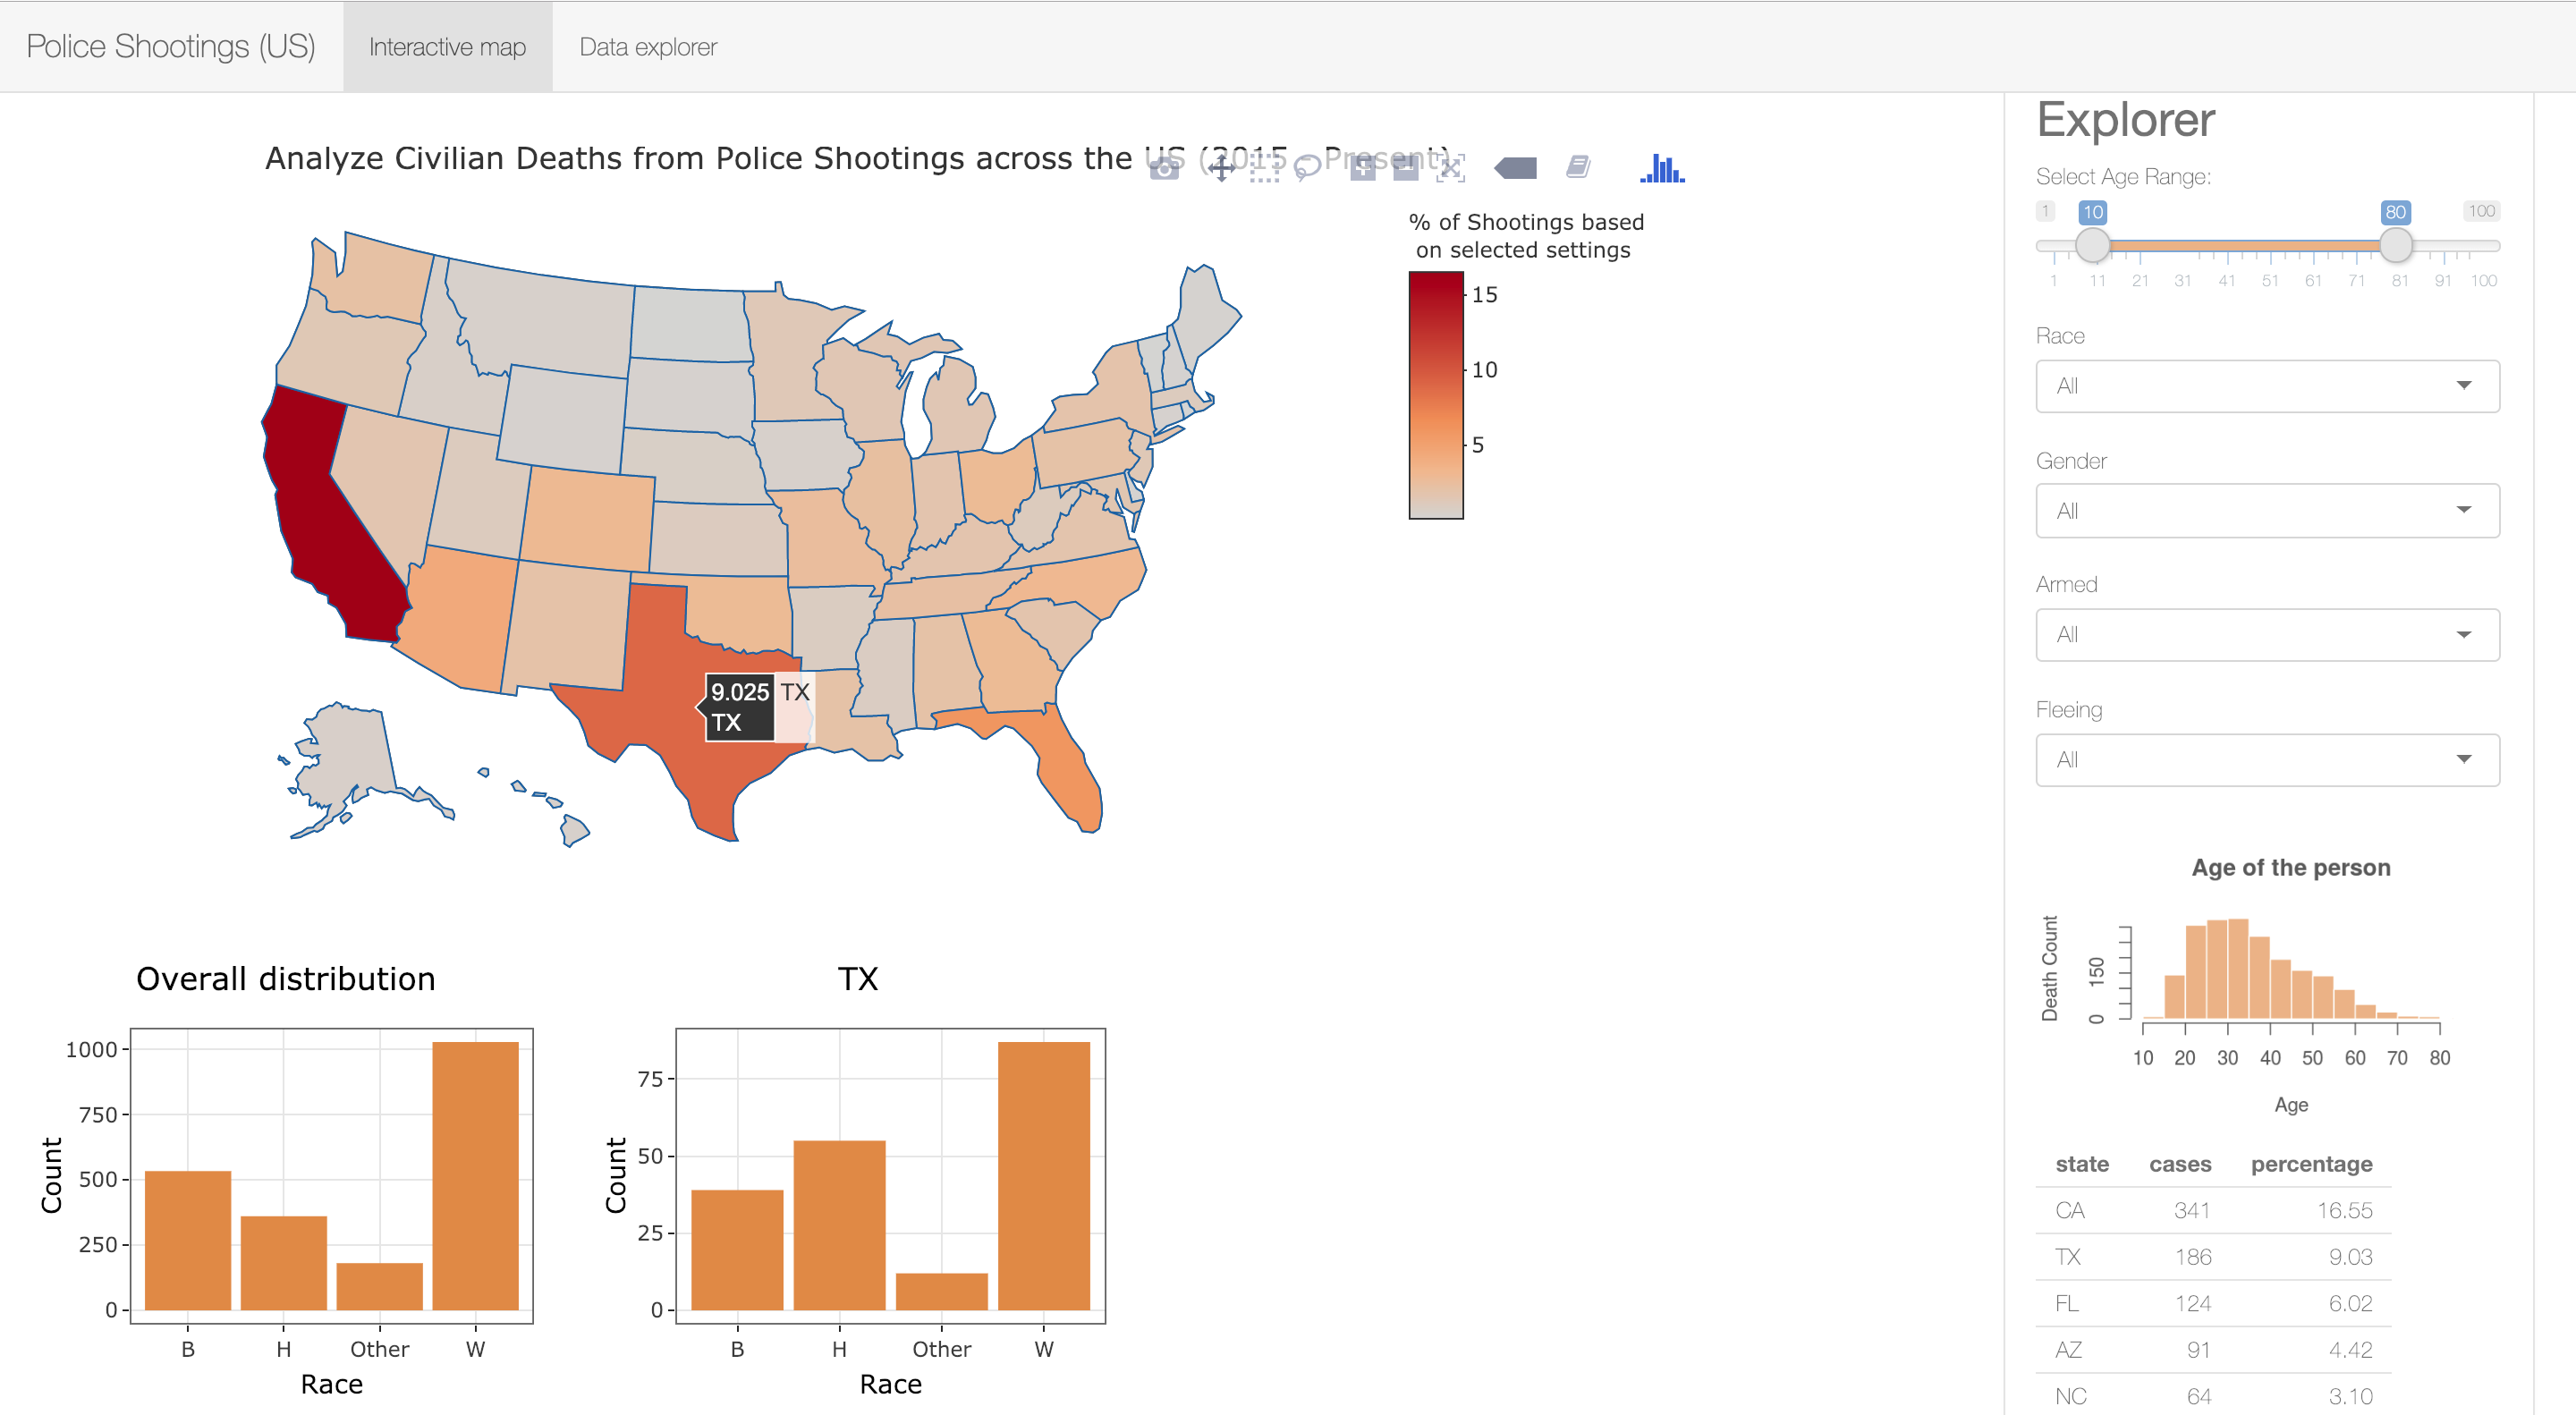 Police Shootings (US)
Interactive map
Data explorer
Analyze Civilian Deaths from Police Shootings across the US (2015 - Present)
% of Shootings based
on selected settings
15
10
5
9.025 TX
TX
Overall distribution
1000
750
500
250
0
Count
B H Other W
Race
TX
75
50
25
0
Count
B H Other W
Race
Explorer
Select Age Range:
1 10 80 100
1 11 21 31 41 51 61 71 81 91 100
Race
All
Gender
All
Armed
All
Fleeing
All
Age of the person
Death Count
150
0
10 20 30 40 50 60 70 80
Age
state cases percentage
CA 341 16.55
TX 186 9.03
FL 124 6.02
AZ 91 4.42
NC 64 3.10